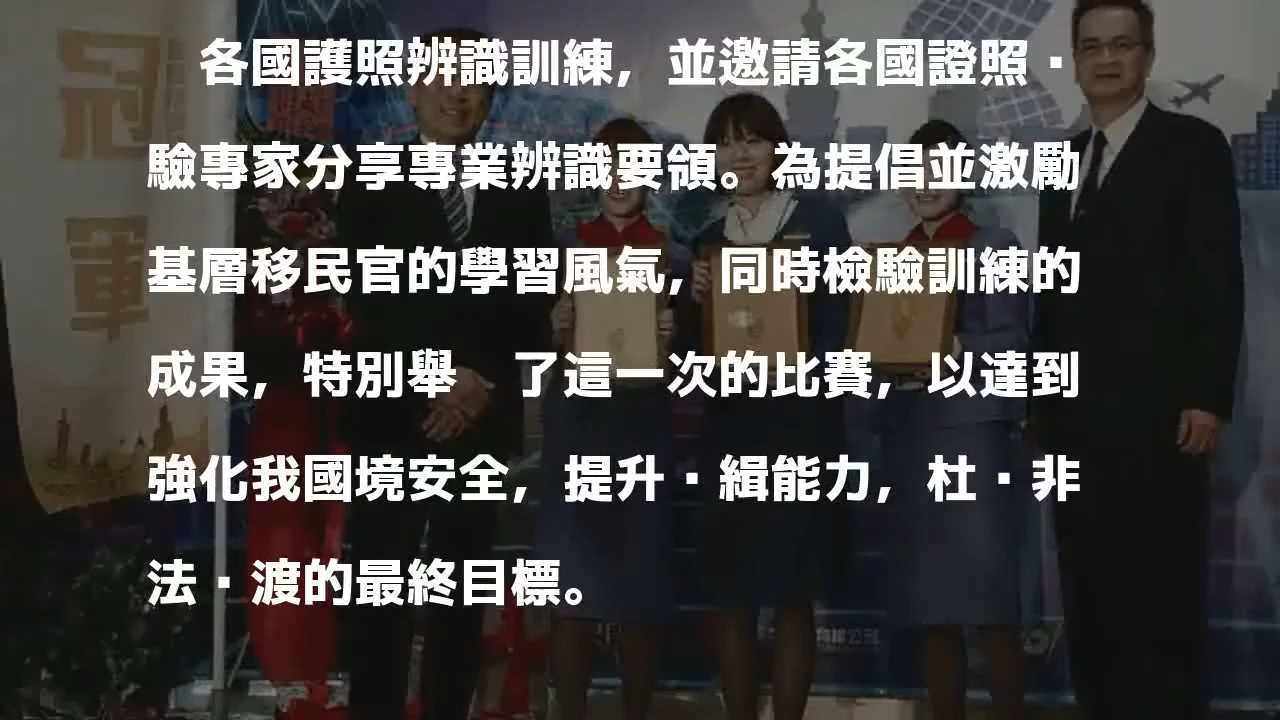 冠軍
各國護照辨識訓練，並邀請各國證照·
驗專家分享專業辨識要領。為提倡並激勵
基層移民官的學習風氣，同時檢驗訓練的
成果，特別舉　了這一次的比賽，以達到
強化我國境安全，提升·緝能力，杜·非
法·渡的最終目標。